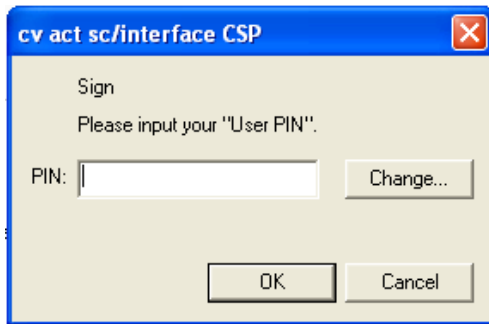 cv act sc/interface CSP
Sign
Please input your "User PIN".
PIN:
Change...
OK
Cancel